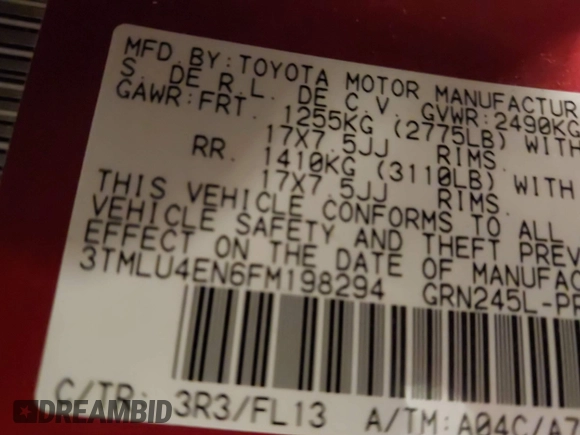 MFD.BY:TOYOTA MOTOR MANUFACTUR
S. DE R.L. DE C.V. GVWR:2490KG
GAWR:FRT. 1255KG (2775LB) WITH
17X7.5JJ RIMS.
RR. 1410KG (3110LB) WITH
17X7.5JJ RIMS.
THIS VEHICLE CONFORMS TO ALL
VEHICLE SAFETY AND THEFT PREV
EFFECT ON THE DATE OF MANUFAC
3TMLU4EN6FM198294 GRN245L-PR
C/TR: 3R3/FL13 A/TM:A04C/A7
DREAMBID